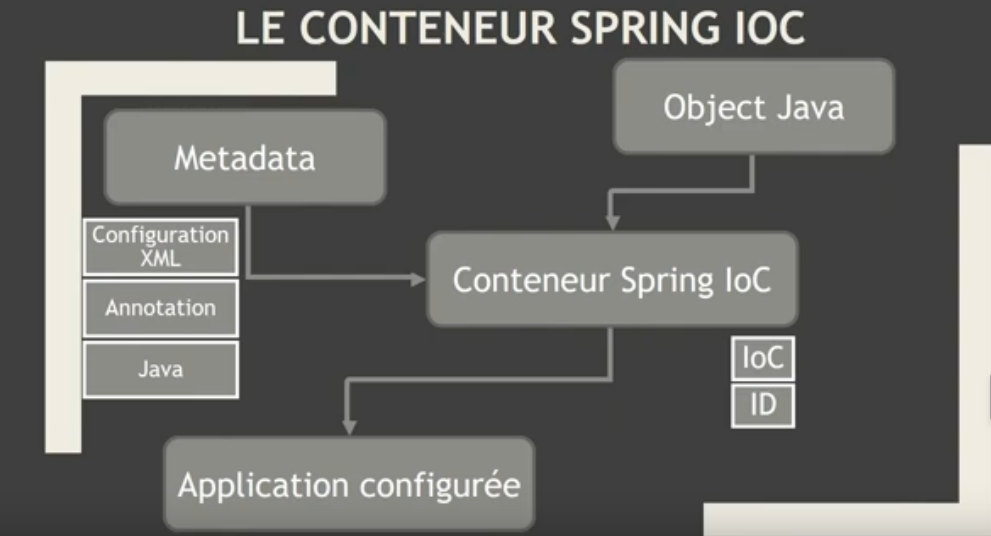 LE CONTENEUR SPRING IOC
Object Java
Metadata
Configuration
XML
Annotation
Java
Conteneur Spring IoC
IoC
ID
Application configurée